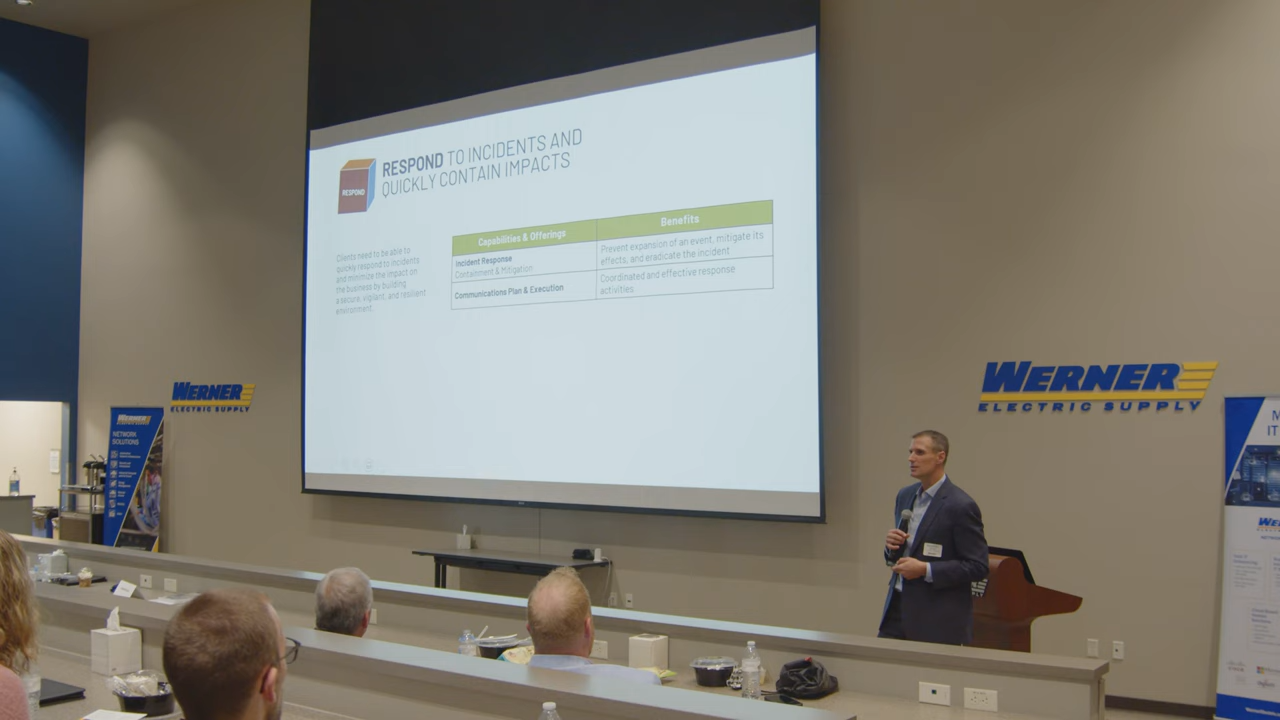 RESPOND TO INCIDENTS AND
QUICKLY CONTAIN IMPACTS
RESPOND
Clients need to be able to
quickly respond to incidents
and minimize the impact on
the business by building
a secure, vigilant, and resilient
environment.
Capabilities & Offerings
Benefits
Incident Response
Containment & Mitigation
Prevent expansion of an event, mitigate its
effects, and eradicate the incident
Communications Plan & Execution
Coordinated and effective response
activities
WERNER
ELECTRIC SUPPLY
WERNER
ELECTRIC SUPPLY
WERNER
NETWORK
SOLUTIONS
M
IT
WE